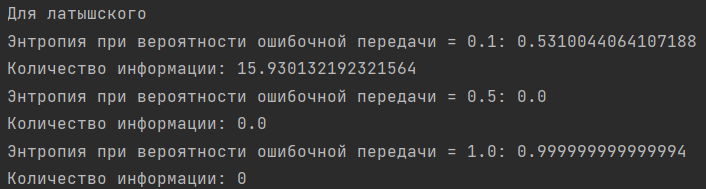 Для латышского
Энтропия при вероятности ошибочной передачи = 0.1: 0.5310044064107188
Количество информации: 15.930132192321564
Энтропия при вероятности ошибочной передачи = 0.5: 0.0
Количество информации: 0.0
Энтропия при вероятности ошибочной передачи = 1.0: 0.999999999999994
Количество информации: 0